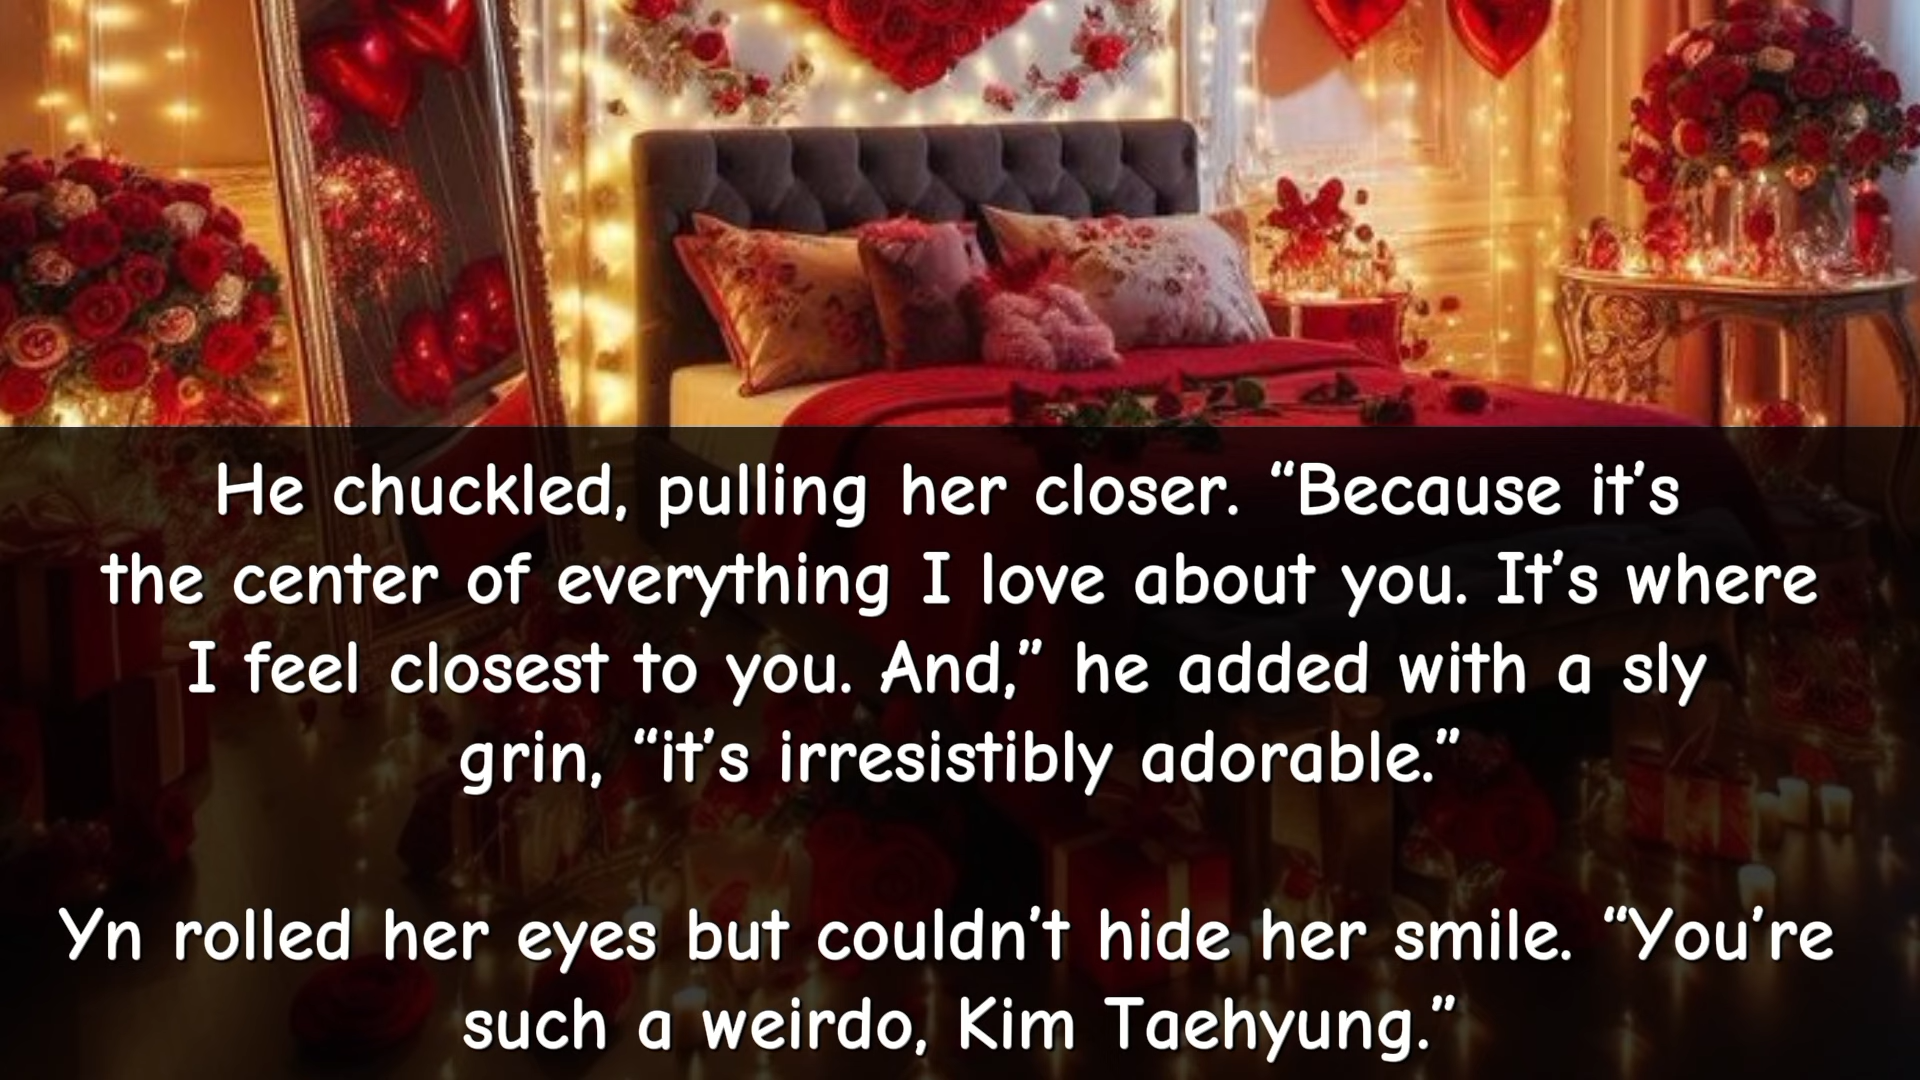 He chuckled, pulling her closer. “Because it’s
the center of everything I love about you. It’s where
I feel closest to you. And,” he added with a sly
grin, “it’s irresistibly adorable.”
Yn rolled her eyes but couldn’t hide her smile. “You’re
such a weirdo, Kim Taehyung.”